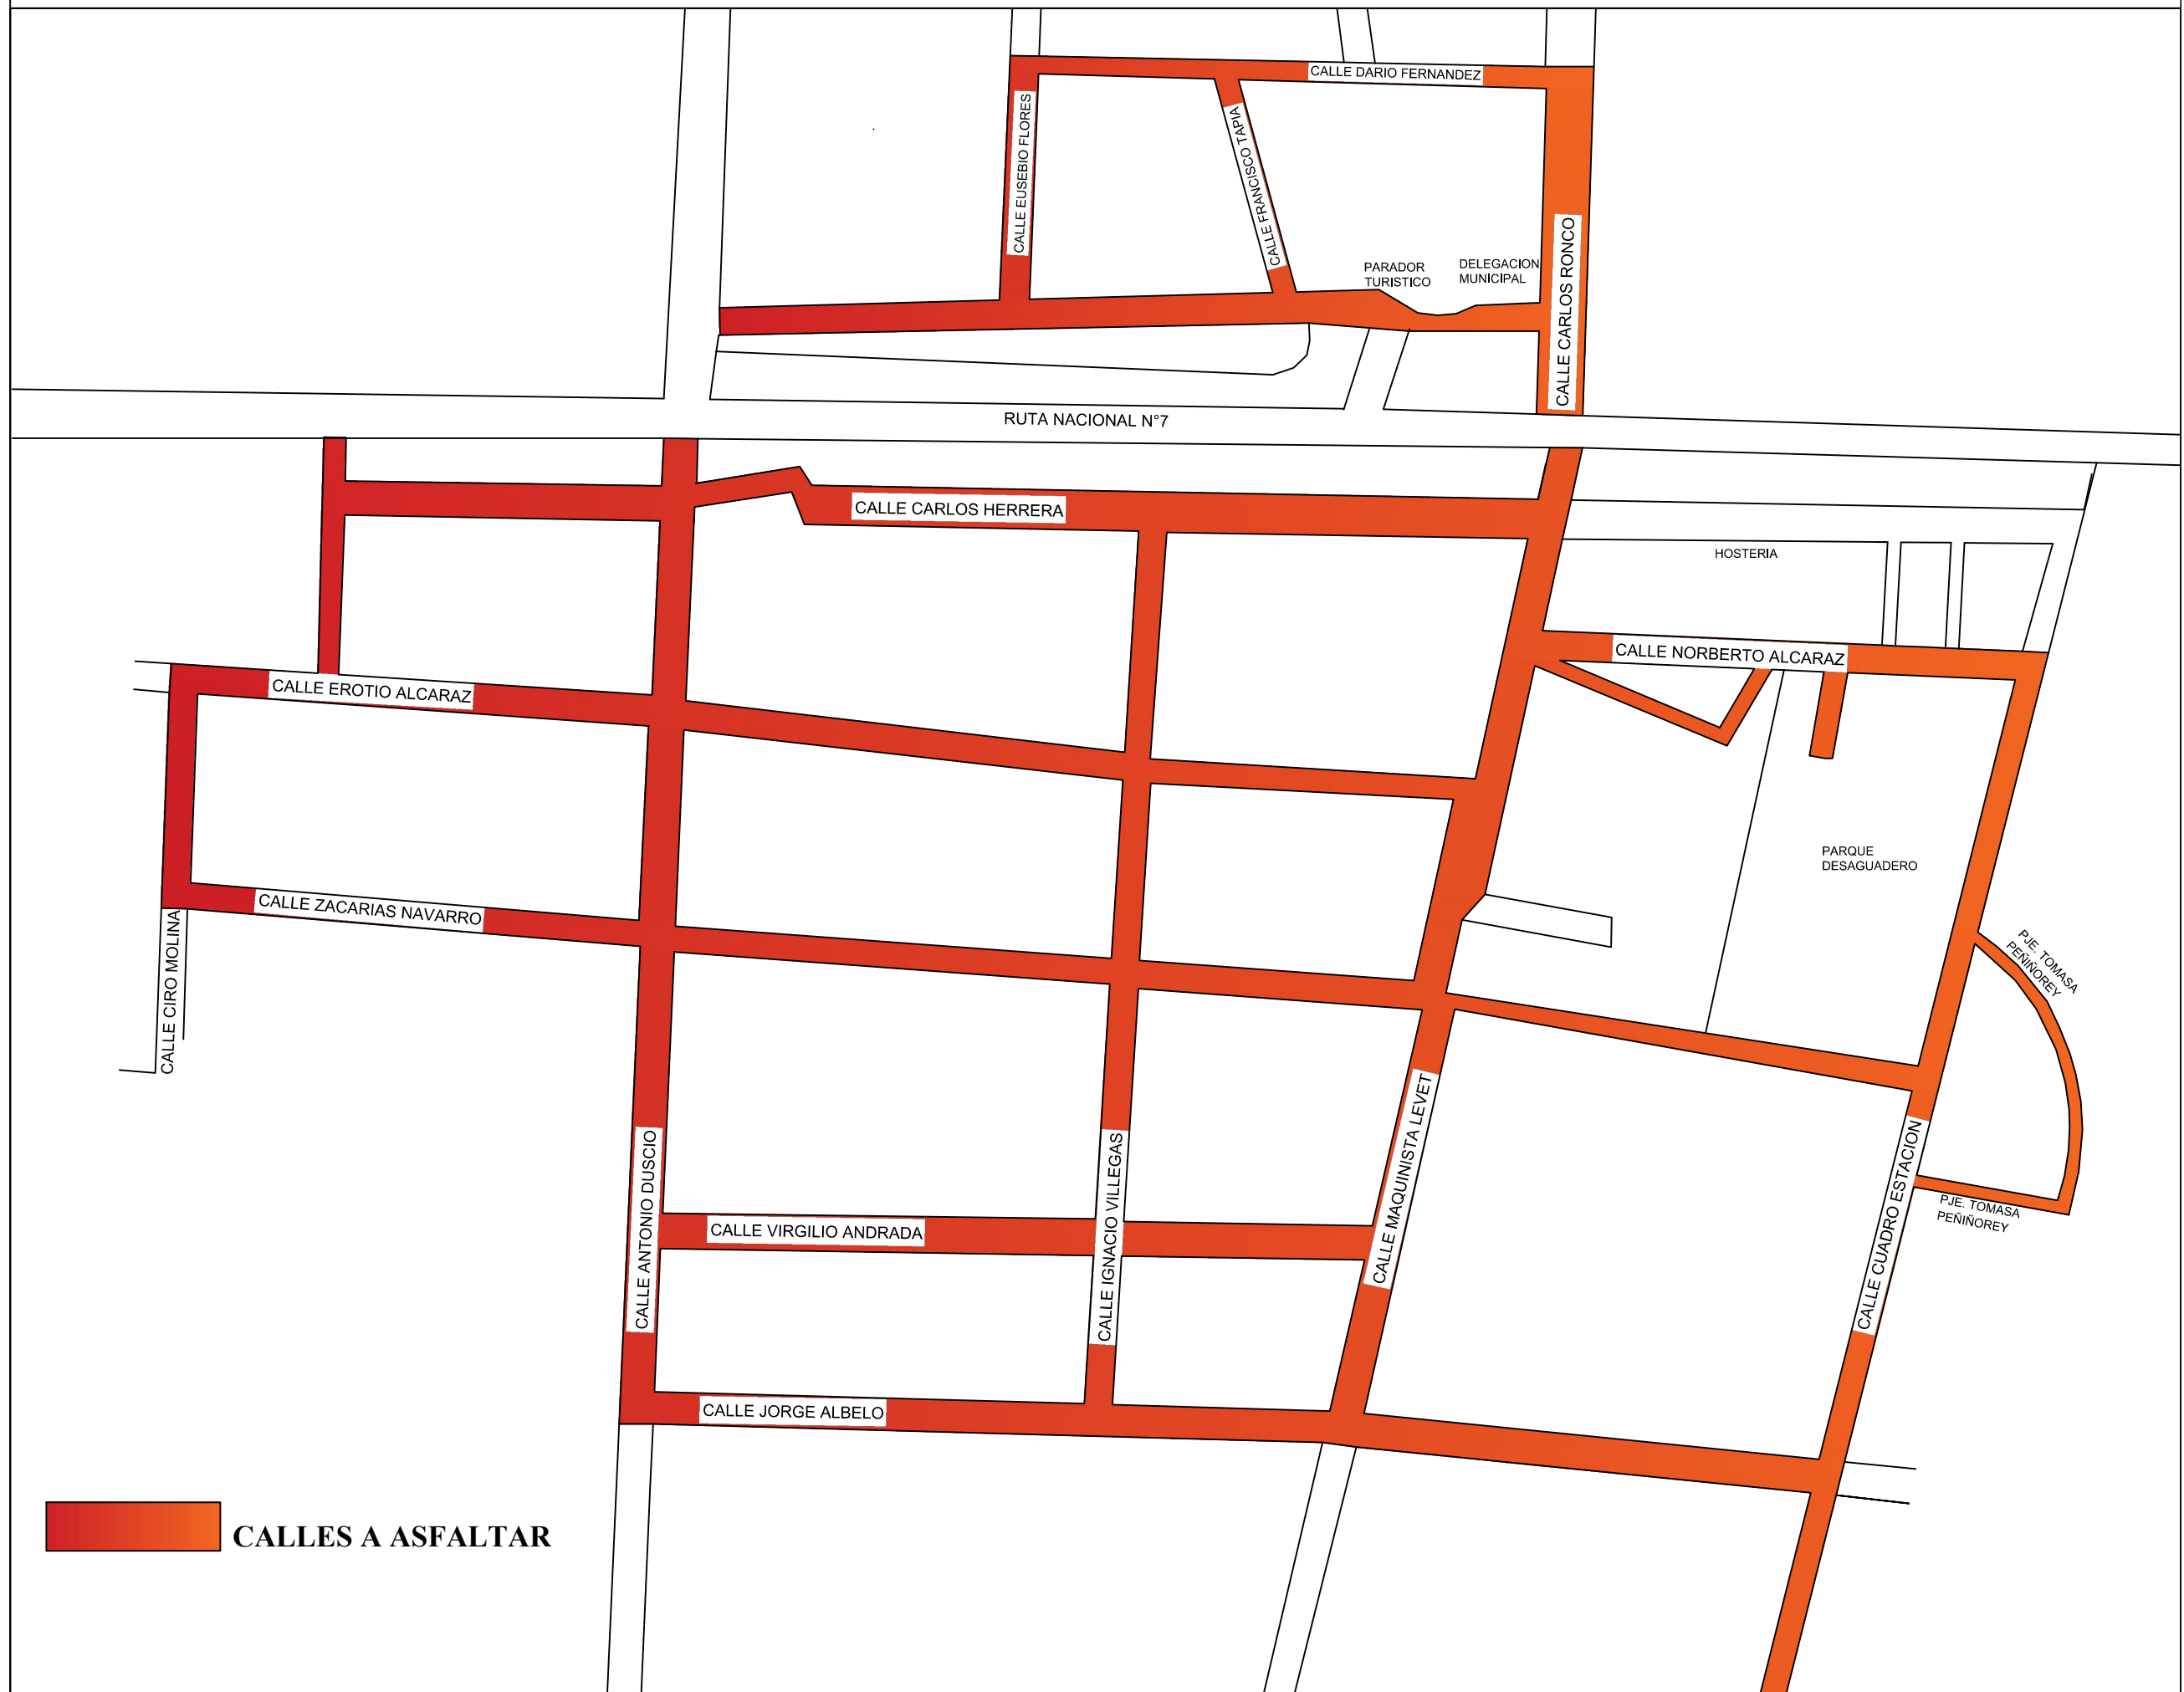 CALLE DARIO FERNANDEZ
CALLE EUSEBIO FLORES
CALLE FRANCISCO TAPIA
CALLE CARLOS RONCO
PARADOR
TURISTICO
DELEGACION
MUNICIPAL
RUTA NACIONAL N°7
CALLE CARLOS HERRERA
HOSTERIA
CALLE NORBERTO ALCARAZ
CALLE EROTIO ALCARAZ
PARQUE
DESAGUADERO
CALLE ZACARIAS NAVARRO
CALLE CIRO MOLINA
PJE. TOMASA
PEÑIÑOREY
CALLE ANTONIO DUSCIO
CALLE IGNACIO VILLEGAS
CALLE MAQUINISTA LEVET
CALLE CUADRO ESTACION
PJE. TOMASA
PEÑIÑOREY
CALLE VIRGILIO ANDRADA
CALLE JORGE ALBELO
CALLES A ASFALTAR